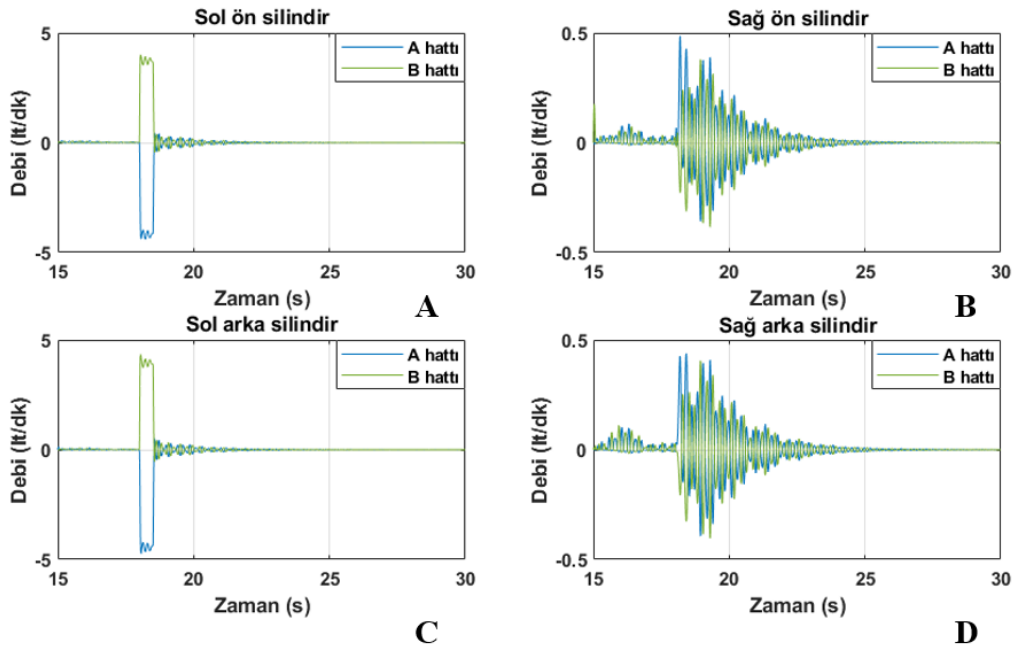 Sol ön silindir
5
0
-5
Debi (lt/dk)
A hattı
B hattı
15 20 25 30
Zaman (s)
A
Sağ ön silindir
0.5
0
-0.5
Debi (lt/dk)
A hattı
B hattı
15 20 25 30
Zaman (s)
B
Sol arka silindir
5
0
-5
Debi (lt/dk)
A hattı
B hattı
15 20 25 30
Zaman (s)
C
Sağ arka silindir
0.5
0
-0.5
Debi (lt/dk)
A hattı
B hattı
15 20 25 30
Zaman (s)
D